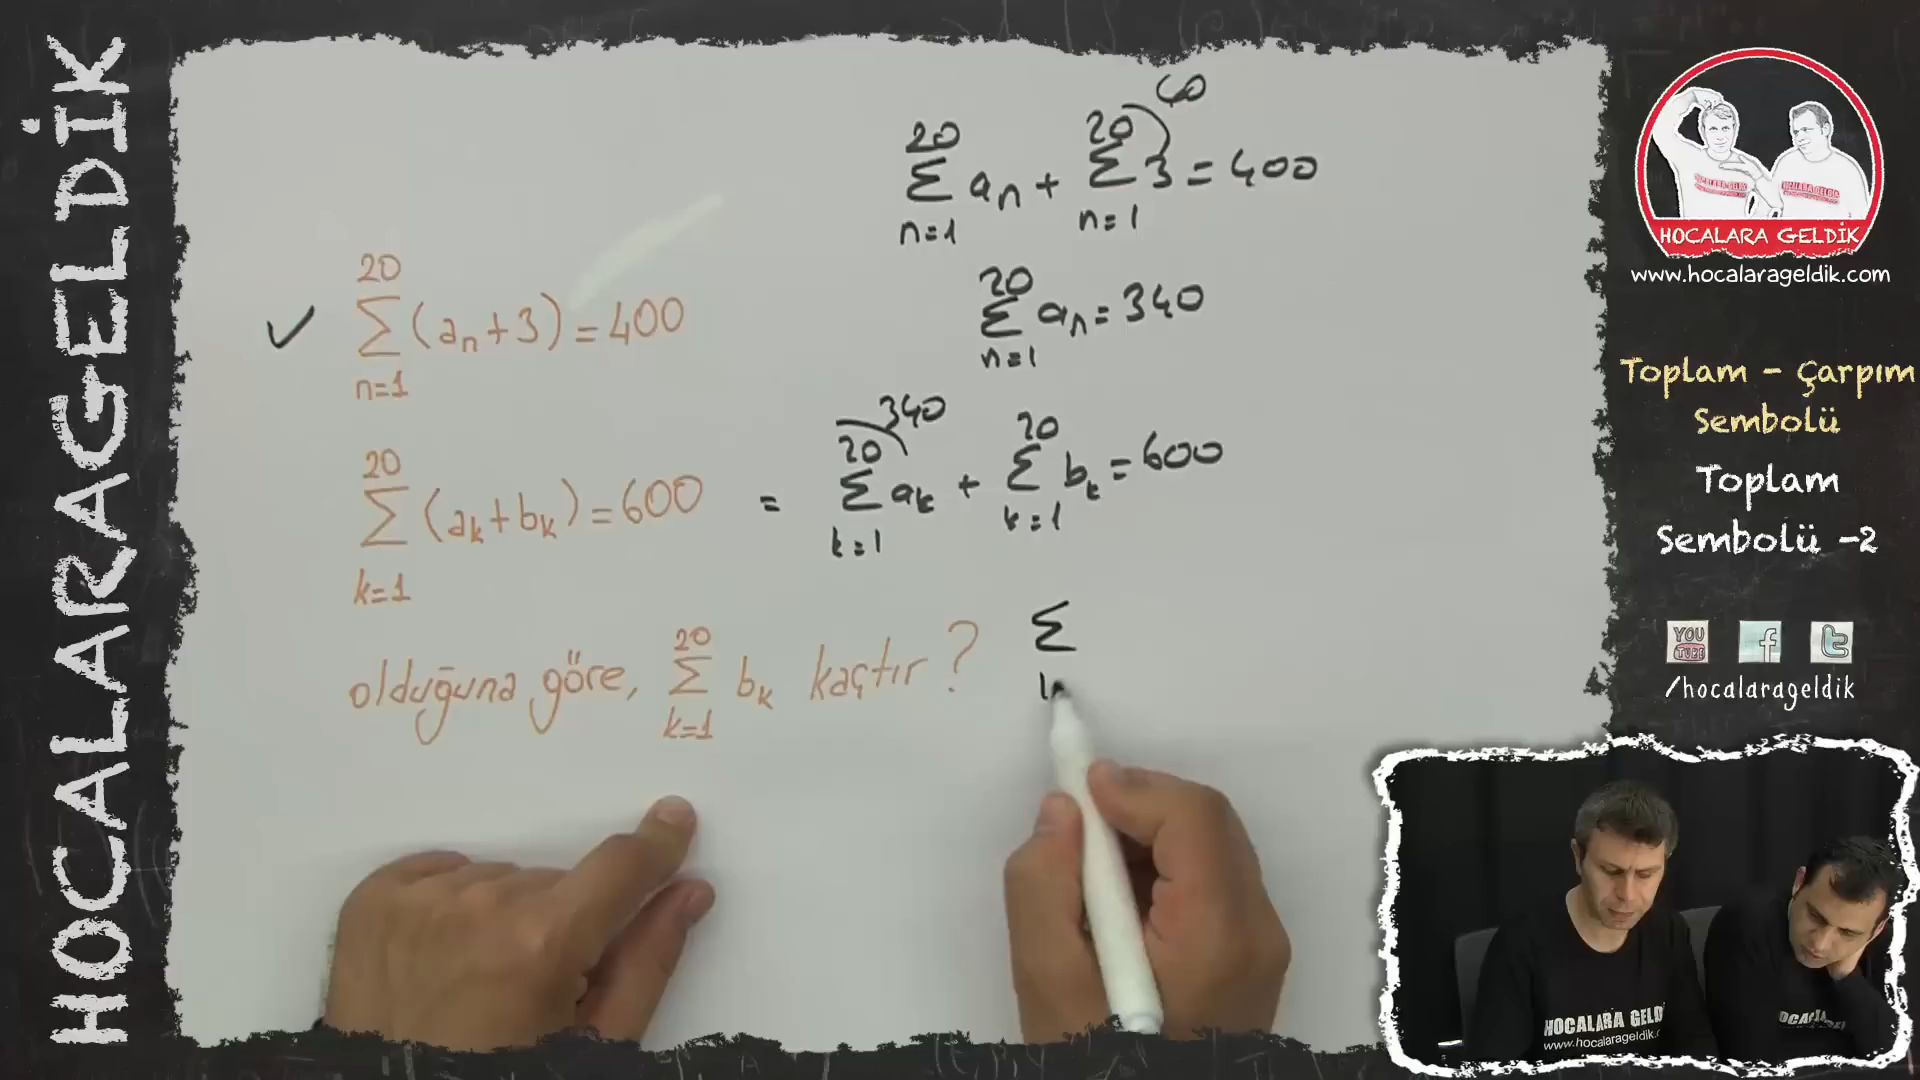 HOCALARA GELDİK
20 20 60
Σ an + Σ 3 = 400
n=1 n=1
20
Σ an = 340
n=1
20
Σ (an + 3) = 400
n=1
340
20 20
= Σ ak + Σ bk = 600
k=1 k=1
20
Σ (ak + bk) = 600
k=1
20
olduğuna göre, Σ bk kaçtır ?
k=1
Σ
HOCALARA GELDİK
www.hocalarageldik.com
Toplam - Çarpım
Sembolü
Toplam
Sembolü -2
YOU TUBE f t
/hocalarageldik
HOCALARA GELD
www.hocalarageldik.c